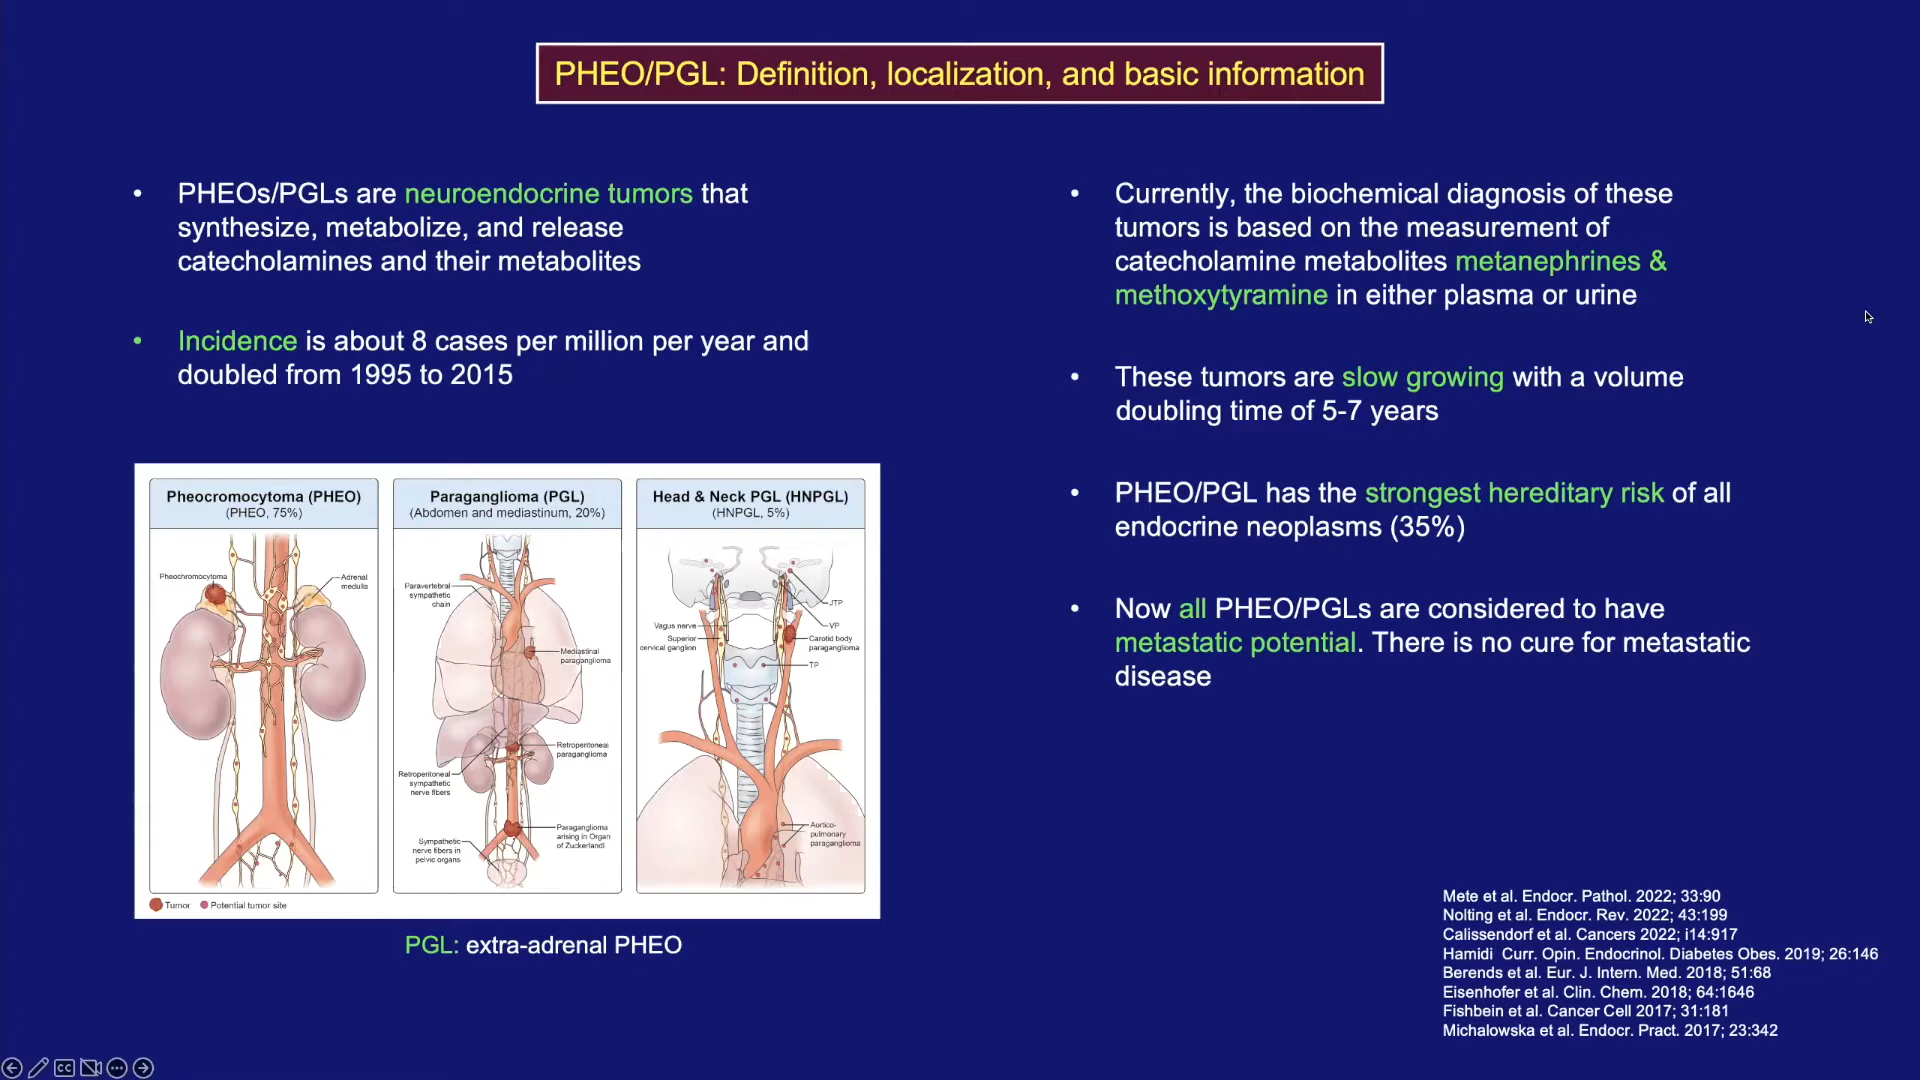 PHEO/PGL: Definition, localization, and basic information
• PHEOs/PGLs are neuroendocrine tumors that
synthesize, metabolize, and release
catecholamines and their metabolites
• Incidence is about 8 cases per million per year and
doubled from 1995 to 2015
Pheocromocytoma (PHEO)
(PHEO, 75%)
Pheochromocytoma
Adrenal
medulla
Paraganglioma (PGL)
(Abdomen and mediastinum, 20%)
Paravertebral
sympathetic
chain
Mediastinal
paraganglioma
Retroperitoneal
paraganglioma
Retroperitoneal
sympathetic
nerve fibers
Paraganglioma
arising in Organ
of Zuckerlandl
Sympathetic
nerve fibers in
pelvic organs
Head & Neck PGL (HNPGL)
(HNPGL, 5%)
JTP
VP
Vagus nerve
Superior
cervical ganglion
Carotid body
paraganglioma
TP
Aortico-
pulmonary
paraganglioma
Tumor
Potential tumor site
PGL: extra-adrenal PHEO
• Currently, the biochemical diagnosis of these
tumors is based on the measurement of
catecholamine metabolites metanephrines &
methoxytyramine in either plasma or urine
• These tumors are slow growing with a volume
doubling time of 5-7 years
• PHEO/PGL has the strongest hereditary risk of all
endocrine neoplasms (35%)
• Now all PHEO/PGLs are considered to have
metastatic potential. There is no cure for metastatic
disease
Mete et al. Endocr. Pathol. 2022; 33:90
Nolting et al. Endocr. Rev. 2022; 43:199
Calissendorf et al. Cancers 2022; i14:917
Hamidi Curr. Opin. Endocrinol. Diabetes Obes. 2019; 26:146
Berends et al. Eur. J. Intern. Med. 2018; 51:68
Eisenhofer et al. Clin. Chem. 2018; 64:1646
Fishbein et al. Cancer Cell 2017; 31:181
Michalowska et al. Endocr. Pract. 2017; 23:342
CC